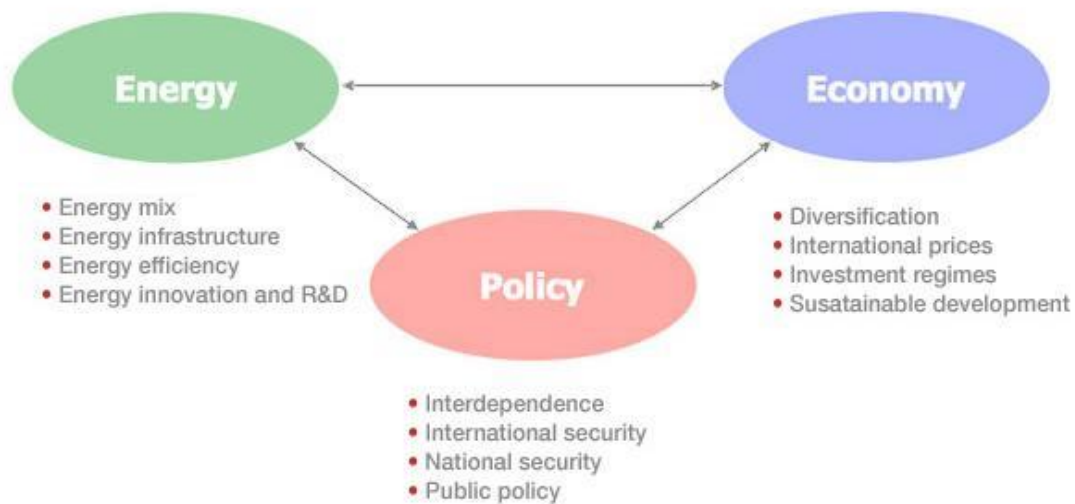 Energy
Economy
• Energy mix
• Energy infrastructure
• Energy efficiency
• Energy innovation and R&D
Policy
• Diversification
• International prices
• Investment regimes
• Susatainable development
• Interdependence
• International security
• National security
• Public policy